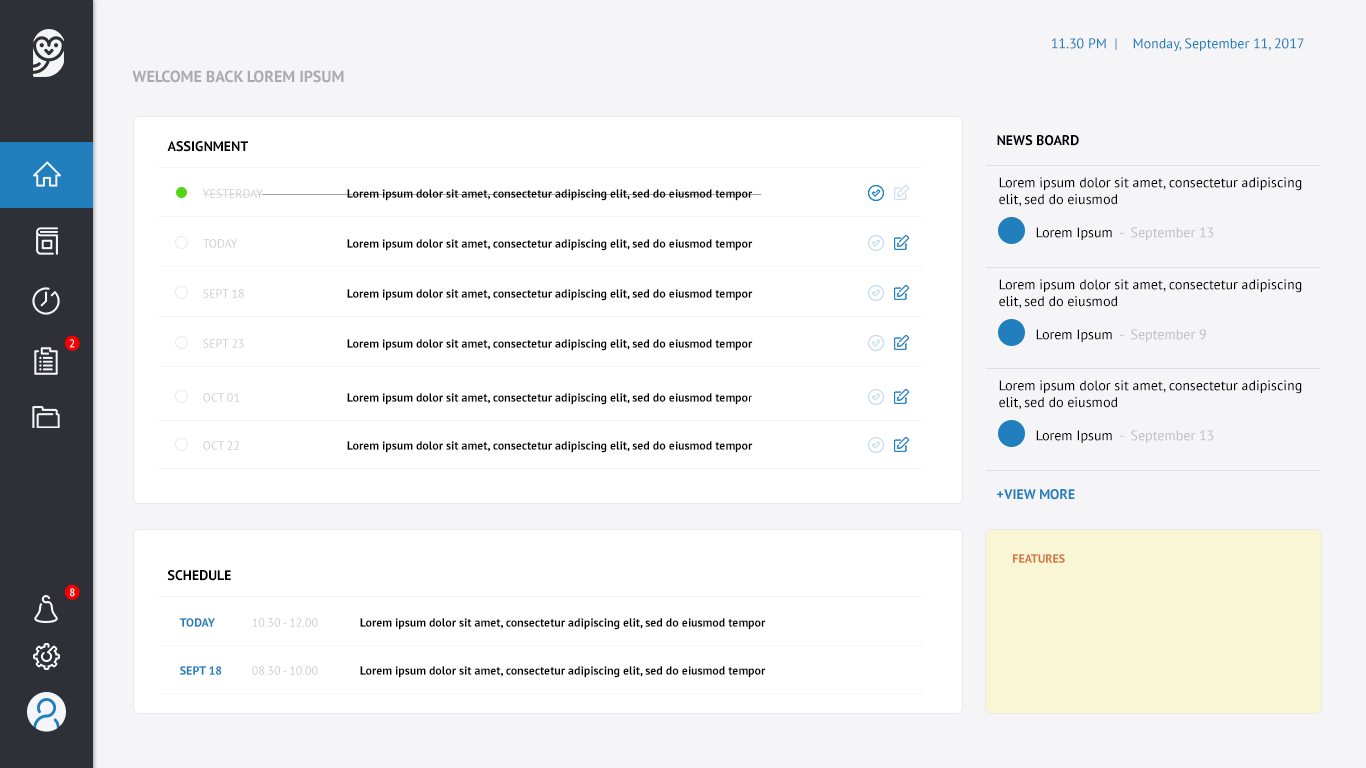 11.30 PM | Monday, September 11, 2017
WELCOME BACK LOREM IPSUM
ASSIGNMENT
YESTERDAY Lorem ipsum dolor sit amet, consectetur adipiscing elit, sed do eiusmod tempor
TODAY Lorem ipsum dolor sit amet, consectetur adipiscing elit, sed do eiusmod tempor
SEPT 18 Lorem ipsum dolor sit amet, consectetur adipiscing elit, sed do eiusmod tempor
SEPT 23 Lorem ipsum dolor sit amet, consectetur adipiscing elit, sed do eiusmod tempor
OCT 01 Lorem ipsum dolor sit amet, consectetur adipiscing elit, sed do eiusmod tempor
OCT 22 Lorem ipsum dolor sit amet, consectetur adipiscing elit, sed do eiusmod tempor
NEWS BOARD
Lorem ipsum dolor sit amet, consectetur adipiscing
elit, sed do eiusmod
Lorem Ipsum - September 13
Lorem ipsum dolor sit amet, consectetur adipiscing
elit, sed do eiusmod
Lorem Ipsum - September 9
Lorem ipsum dolor sit amet, consectetur adipiscing
elit, sed do eiusmod
Lorem Ipsum - September 13
+VIEW MORE
2
8
SCHEDULE
TODAY 10.30 - 12.00 Lorem ipsum dolor sit amet, consectetur adipiscing elit, sed do eiusmod tempor
SEPT 18 08.30 - 10.00 Lorem ipsum dolor sit amet, consectetur adipiscing elit, sed do eiusmod tempor
FEATURES